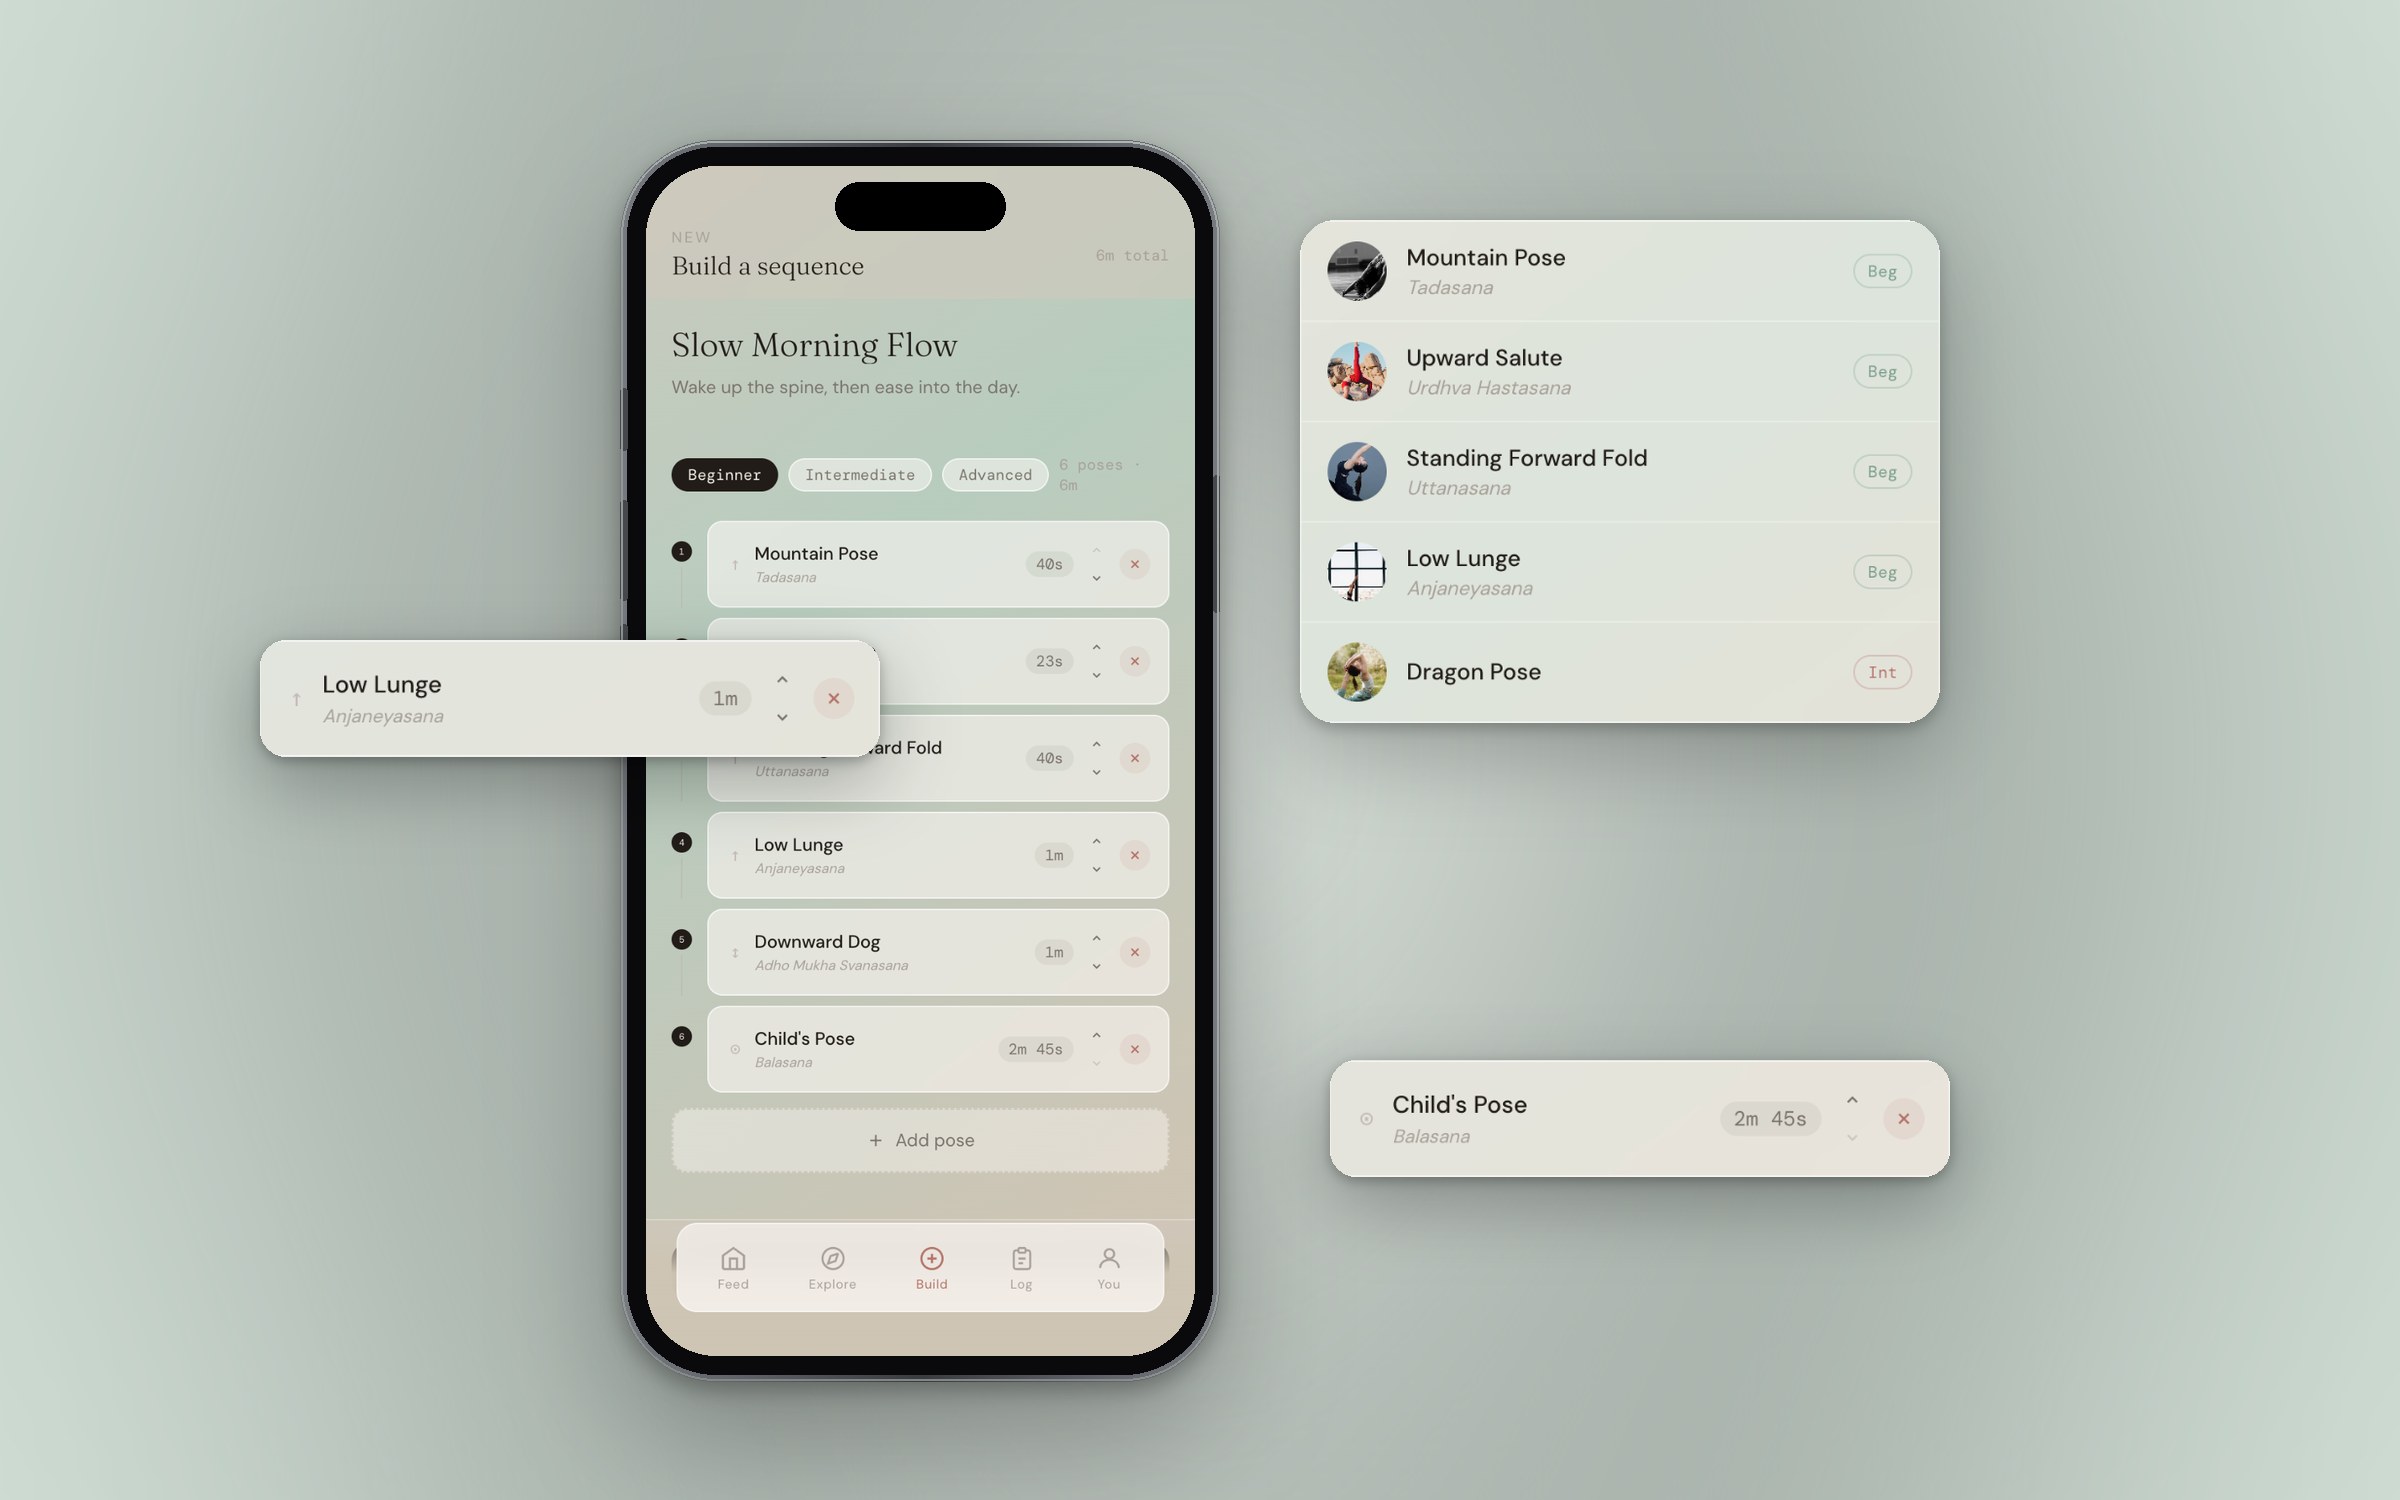 NEW
Build a sequence
6m total
Slow Morning Flow
Wake up the spine, then ease into the day.
Beginner
Intermediate
Advanced
6 poses ·
6m
1
Mountain Pose
Tadasana
40s
23s
Low Lunge
Anjaneyasana
1m
ward Fold
Uttanasana
40s
4
Low Lunge
Anjaneyasana
1m
5
Downward Dog
Adho Mukha Svanasana
1m
6
Child's Pose
Balasana
2m 45s
+ Add pose
Feed
Explore
Build
Log
You
Mountain Pose
Tadasana
Beg
Upward Salute
Urdhva Hastasana
Beg
Standing Forward Fold
Uttanasana
Beg
Low Lunge
Anjaneyasana
Beg
Dragon Pose
Int
Child's Pose
Balasana
2m 45s